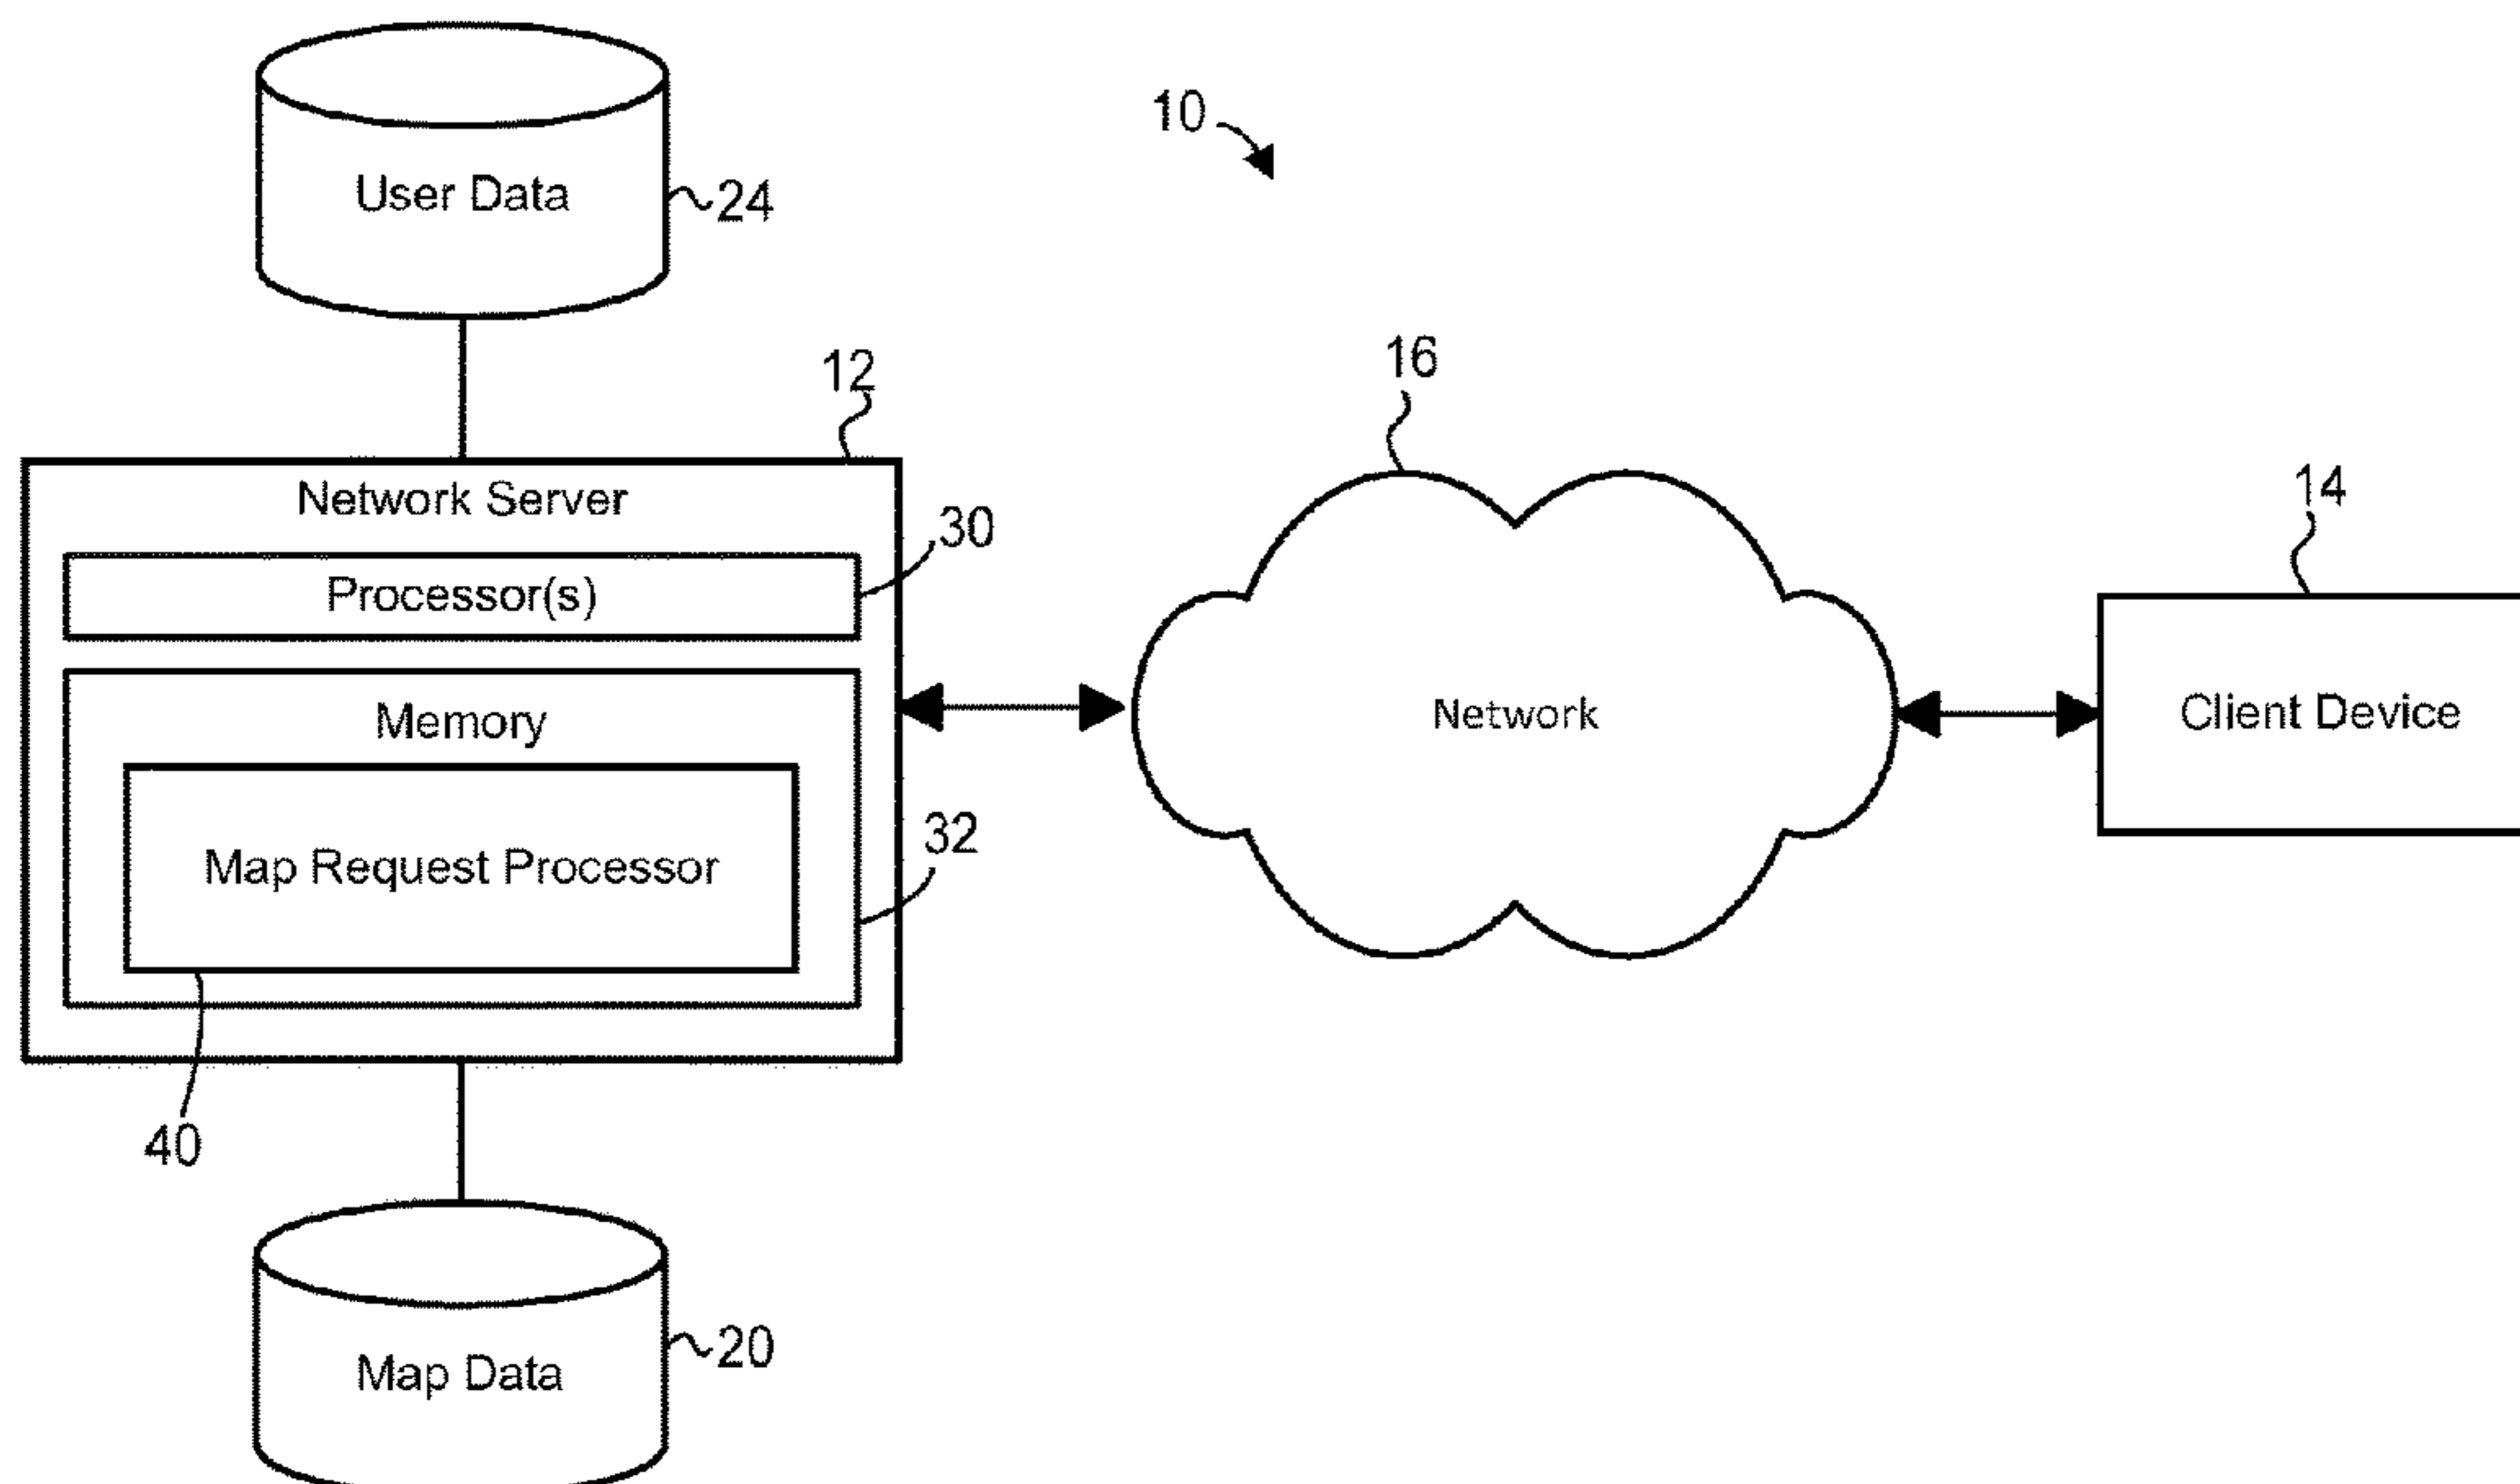 10
User Data
24
12
16
Network Server
14
30
Processor(s)
Memory
Network
Client Device
32
Map Request Processor
40
20
Map Data